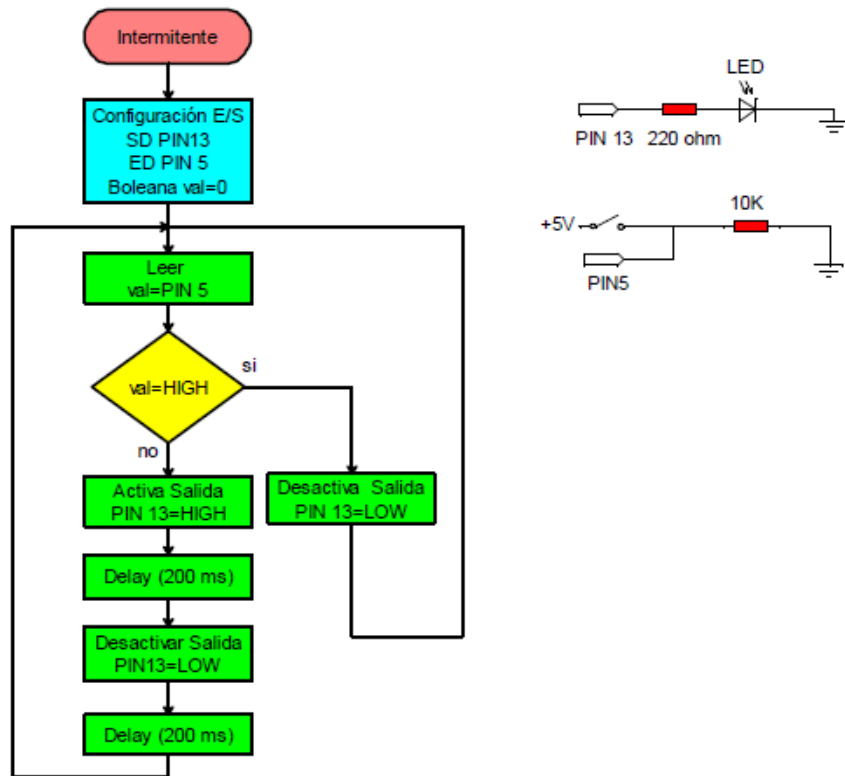 Intermitente
Configuración E/S
SD PIN13
ED PIN 5
Boleana val=0
Leer
val=PIN 5
val=HIGH
si
no
Activa Salida
PIN 13=HIGH
Desactiva Salida
PIN 13=LOW
Delay (200 ms)
Desactivar Salida
PIN13=LOW
Delay (200 ms)
LED
PIN 13 220 ohm
10K
+5V
PIN5